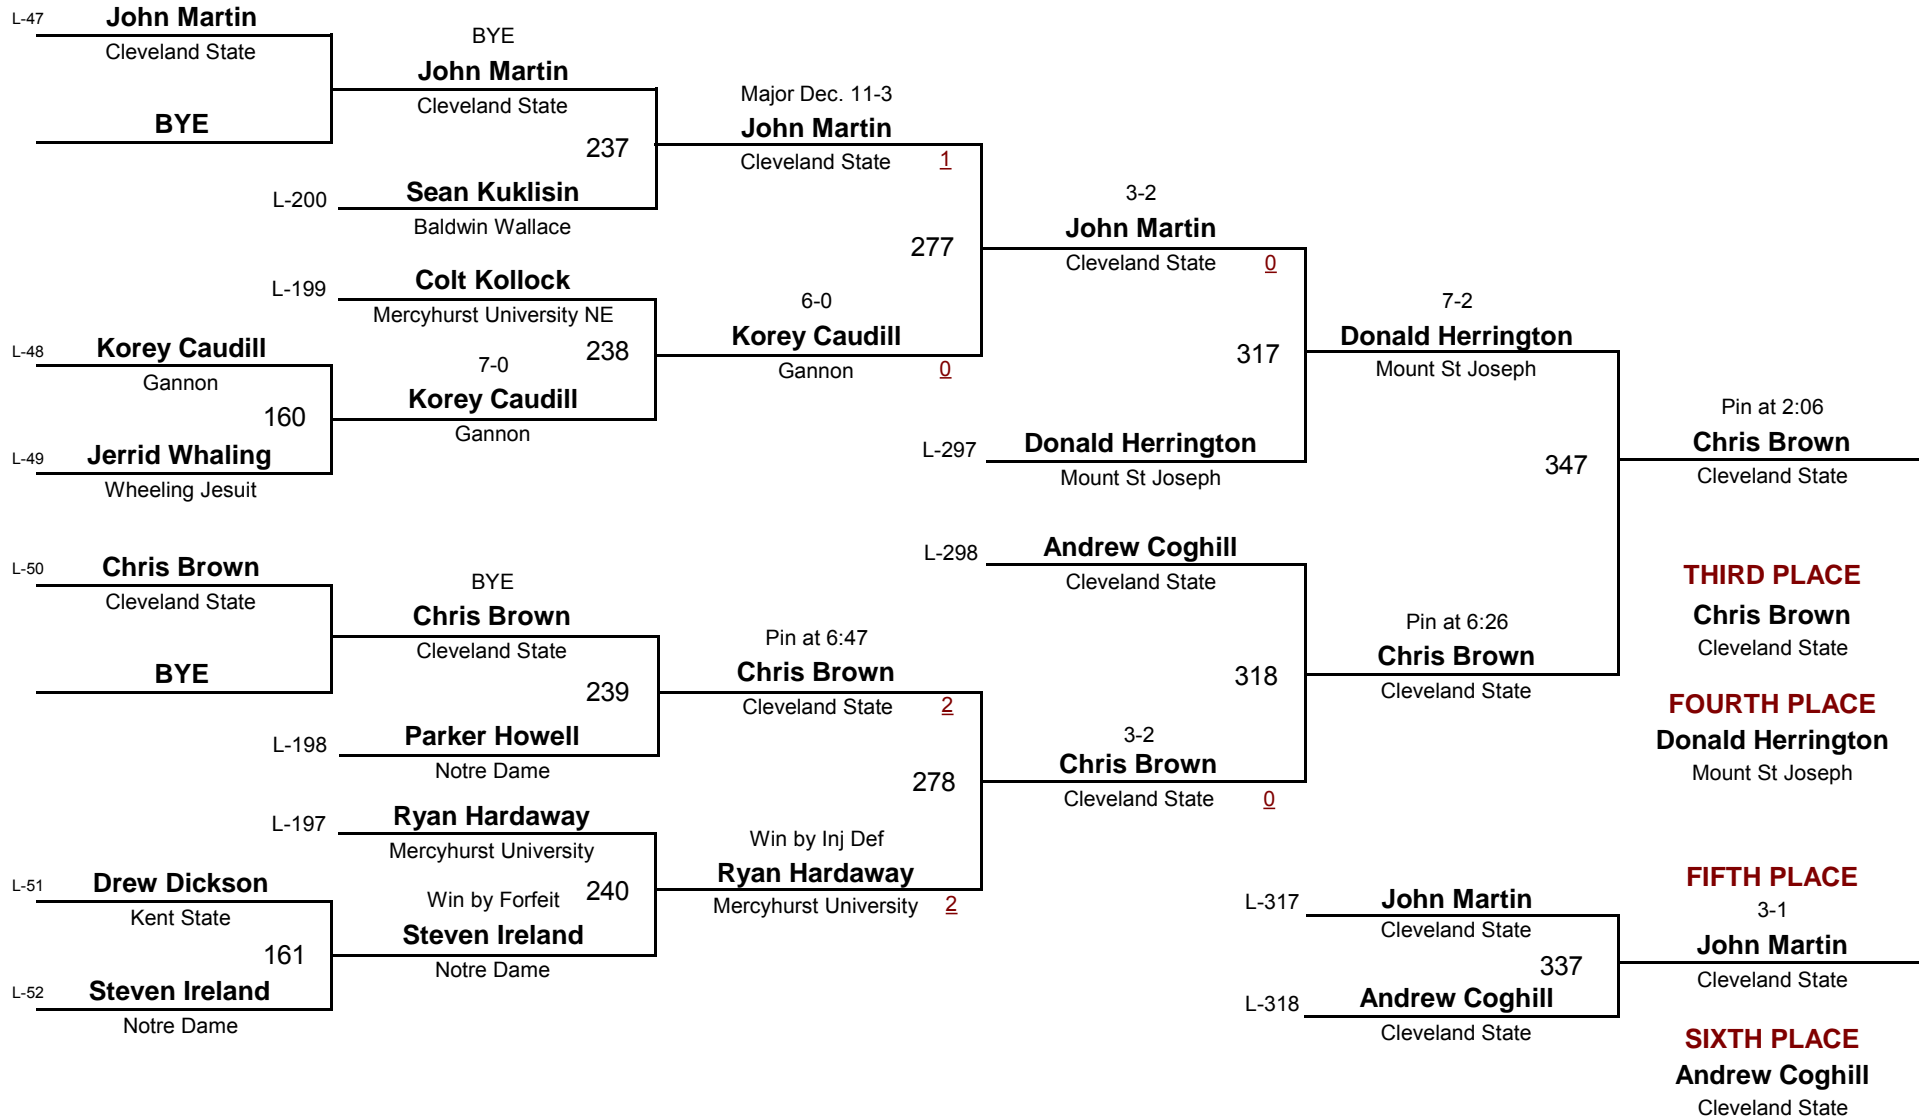 L-47
John Martin
Cleveland State
BYE
BYE
John Martin
Cleveland State
237
L-200
Sean Kuklisin
Baldwin Wallace
Major Dec. 11-3
John Martin
Cleveland State 1
L-199
Colt Kollock
Mercyhurst University NE
238
L-48
Korey Caudill
Gannon
160
L-49
Jerrid Whaling
Wheeling Jesuit
7-0
Korey Caudill
Gannon
6-0
Korey Caudill
Gannon 0
277
3-2
John Martin
Cleveland State 0
317
L-297
Donald Herrington
Mount St Joseph
7-2
Donald Herrington
Mount St Joseph
347
Pin at 2:06
Chris Brown
Cleveland State
L-50
Chris Brown
Cleveland State
BYE
BYE
Chris Brown
Cleveland State
239
L-198
Parker Howell
Notre Dame
Pin at 6:47
Chris Brown
Cleveland State 2
278
L-197
Ryan Hardaway
Mercyhurst University
240
L-51
Drew Dickson
Kent State
161
L-52
Steven Ireland
Notre Dame
Win by Forfeit
Steven Ireland
Notre Dame
Win by Inj Def
Ryan Hardaway
Mercyhurst University 2
L-298
Andrew Coghill
Cleveland State
318
3-2
Chris Brown
Cleveland State 0
Pin at 6:26
Chris Brown
Cleveland State
THIRD PLACE
Chris Brown
Cleveland State
FOURTH PLACE
Donald Herrington
Mount St Joseph
L-317
John Martin
Cleveland State
337
L-318
Andrew Coghill
Cleveland State
FIFTH PLACE
3-1
John Martin
Cleveland State
SIXTH PLACE
Andrew Coghill
Cleveland State